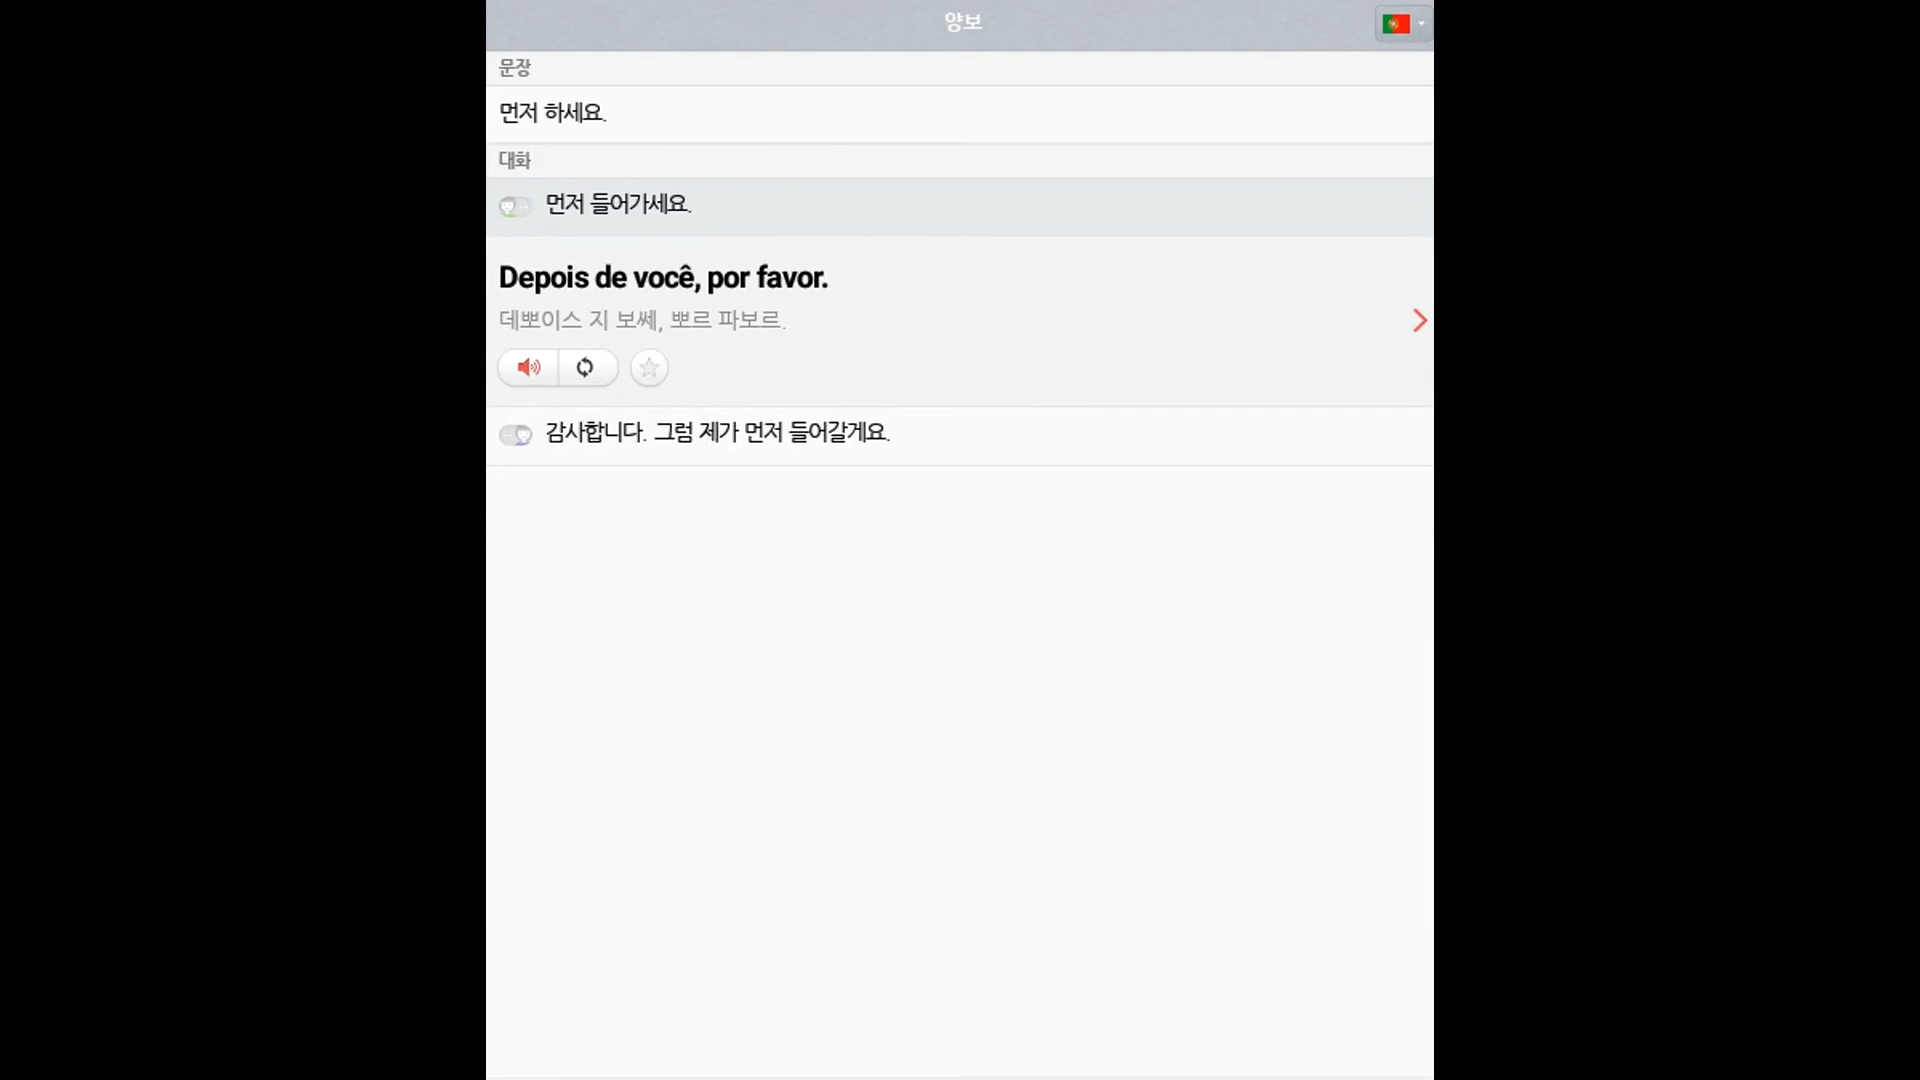 양보
문장
먼저 하세요.
대화
먼저 들어가세요.
Depois de você, por favor.
데뽀이스 지 보쎄, 뽀르 파보르.
감사합니다. 그럼 제가 먼저 들어갈게요.